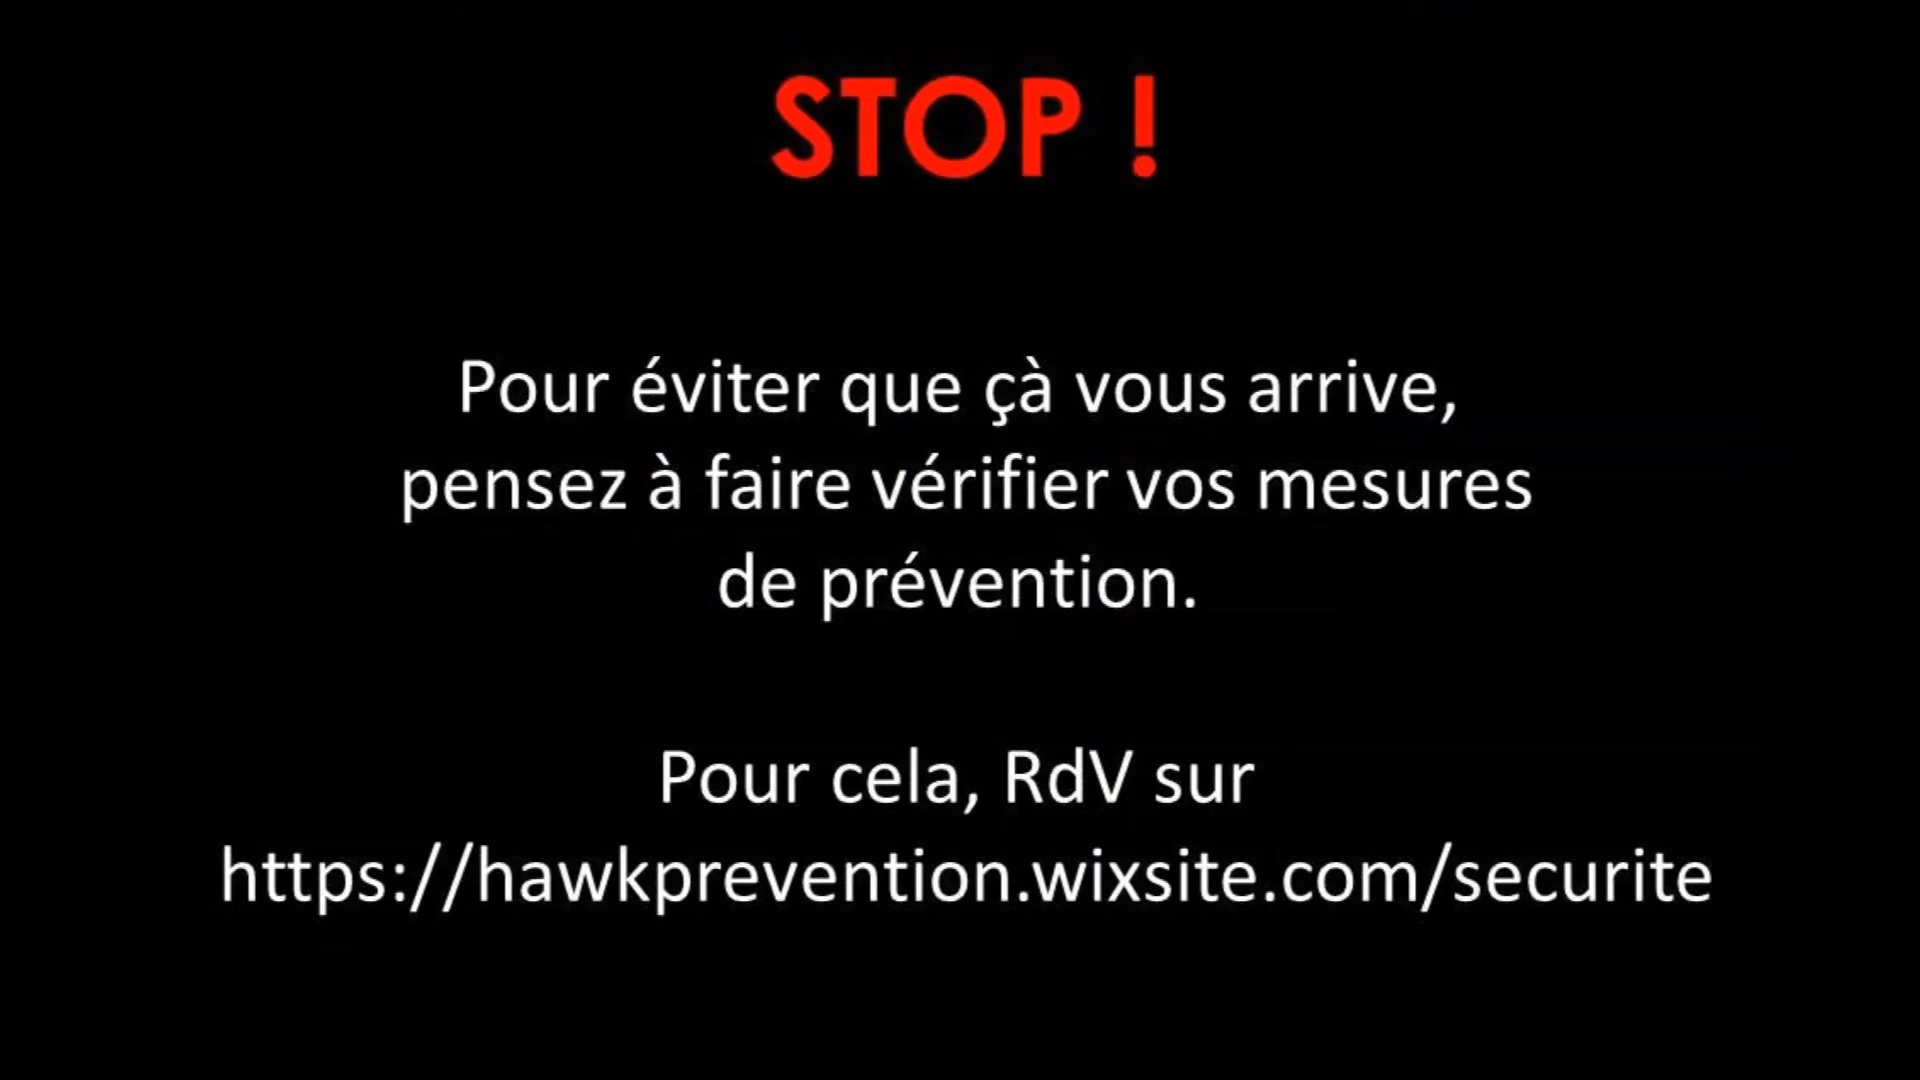 STOP !
Pour éviter que çà vous arrive,
pensez à faire vérifier vos mesures
de prévention.
Pour cela, RdV sur
https://hawkprevention.wixsite.com/securite